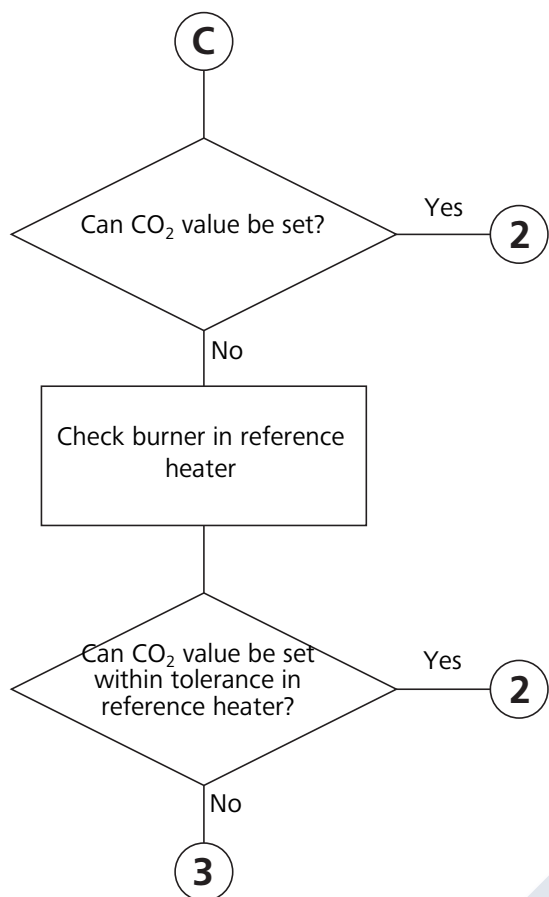 C
Can CO₂ value be set?
Yes
2
No
Check burner in reference
heater
Can CO₂ value be set
within tolerance in
reference heater?
Yes
2
No
3